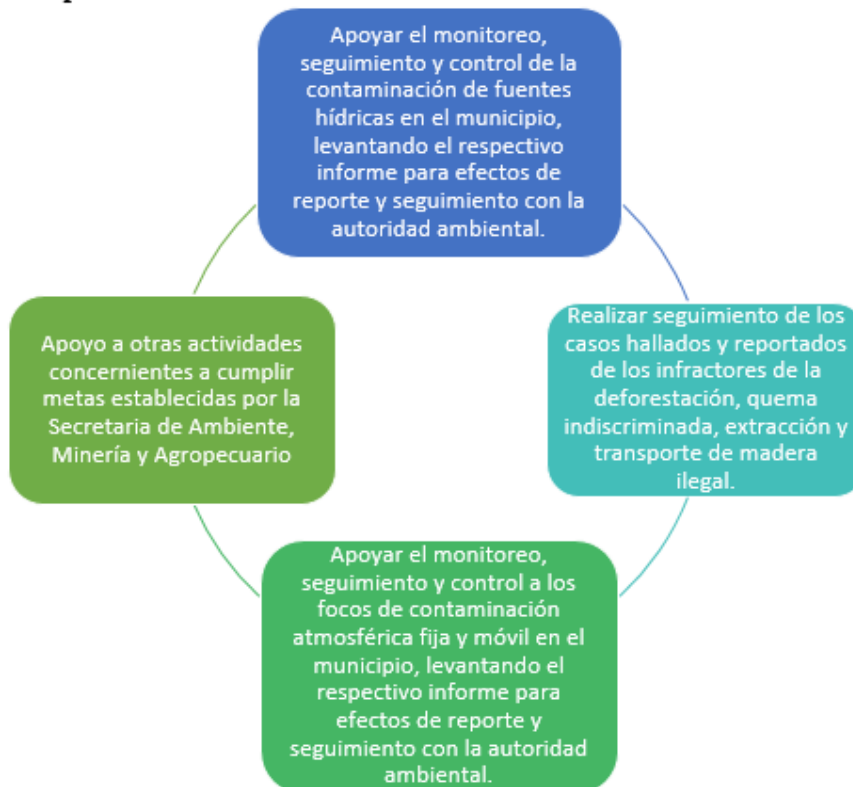 Apoyar el monitoreo,
seguimiento y control de la
contaminación de fuentes
hídricas en el municipio,
levantando el respectivo
informe para efectos de
reporte y seguimiento con la
autoridad ambiental.
Realizar seguimiento de los
casos hallados y reportados
de los infractores de la
deforestación, quema
indiscriminada, extracción y
transporte de madera
ilegal.
Apoyar el monitoreo,
seguimiento y control a los
focos de contaminación
atmosférica fija y móvil en el
municipio, levantando el
respectivo informe para
efectos de reporte y
seguimiento con la autoridad
ambiental.
Apoyo a otras actividades
concernientes a cumplir
metas establecidas por la
Secretaria de Ambiente,
Minería y Agropecuario